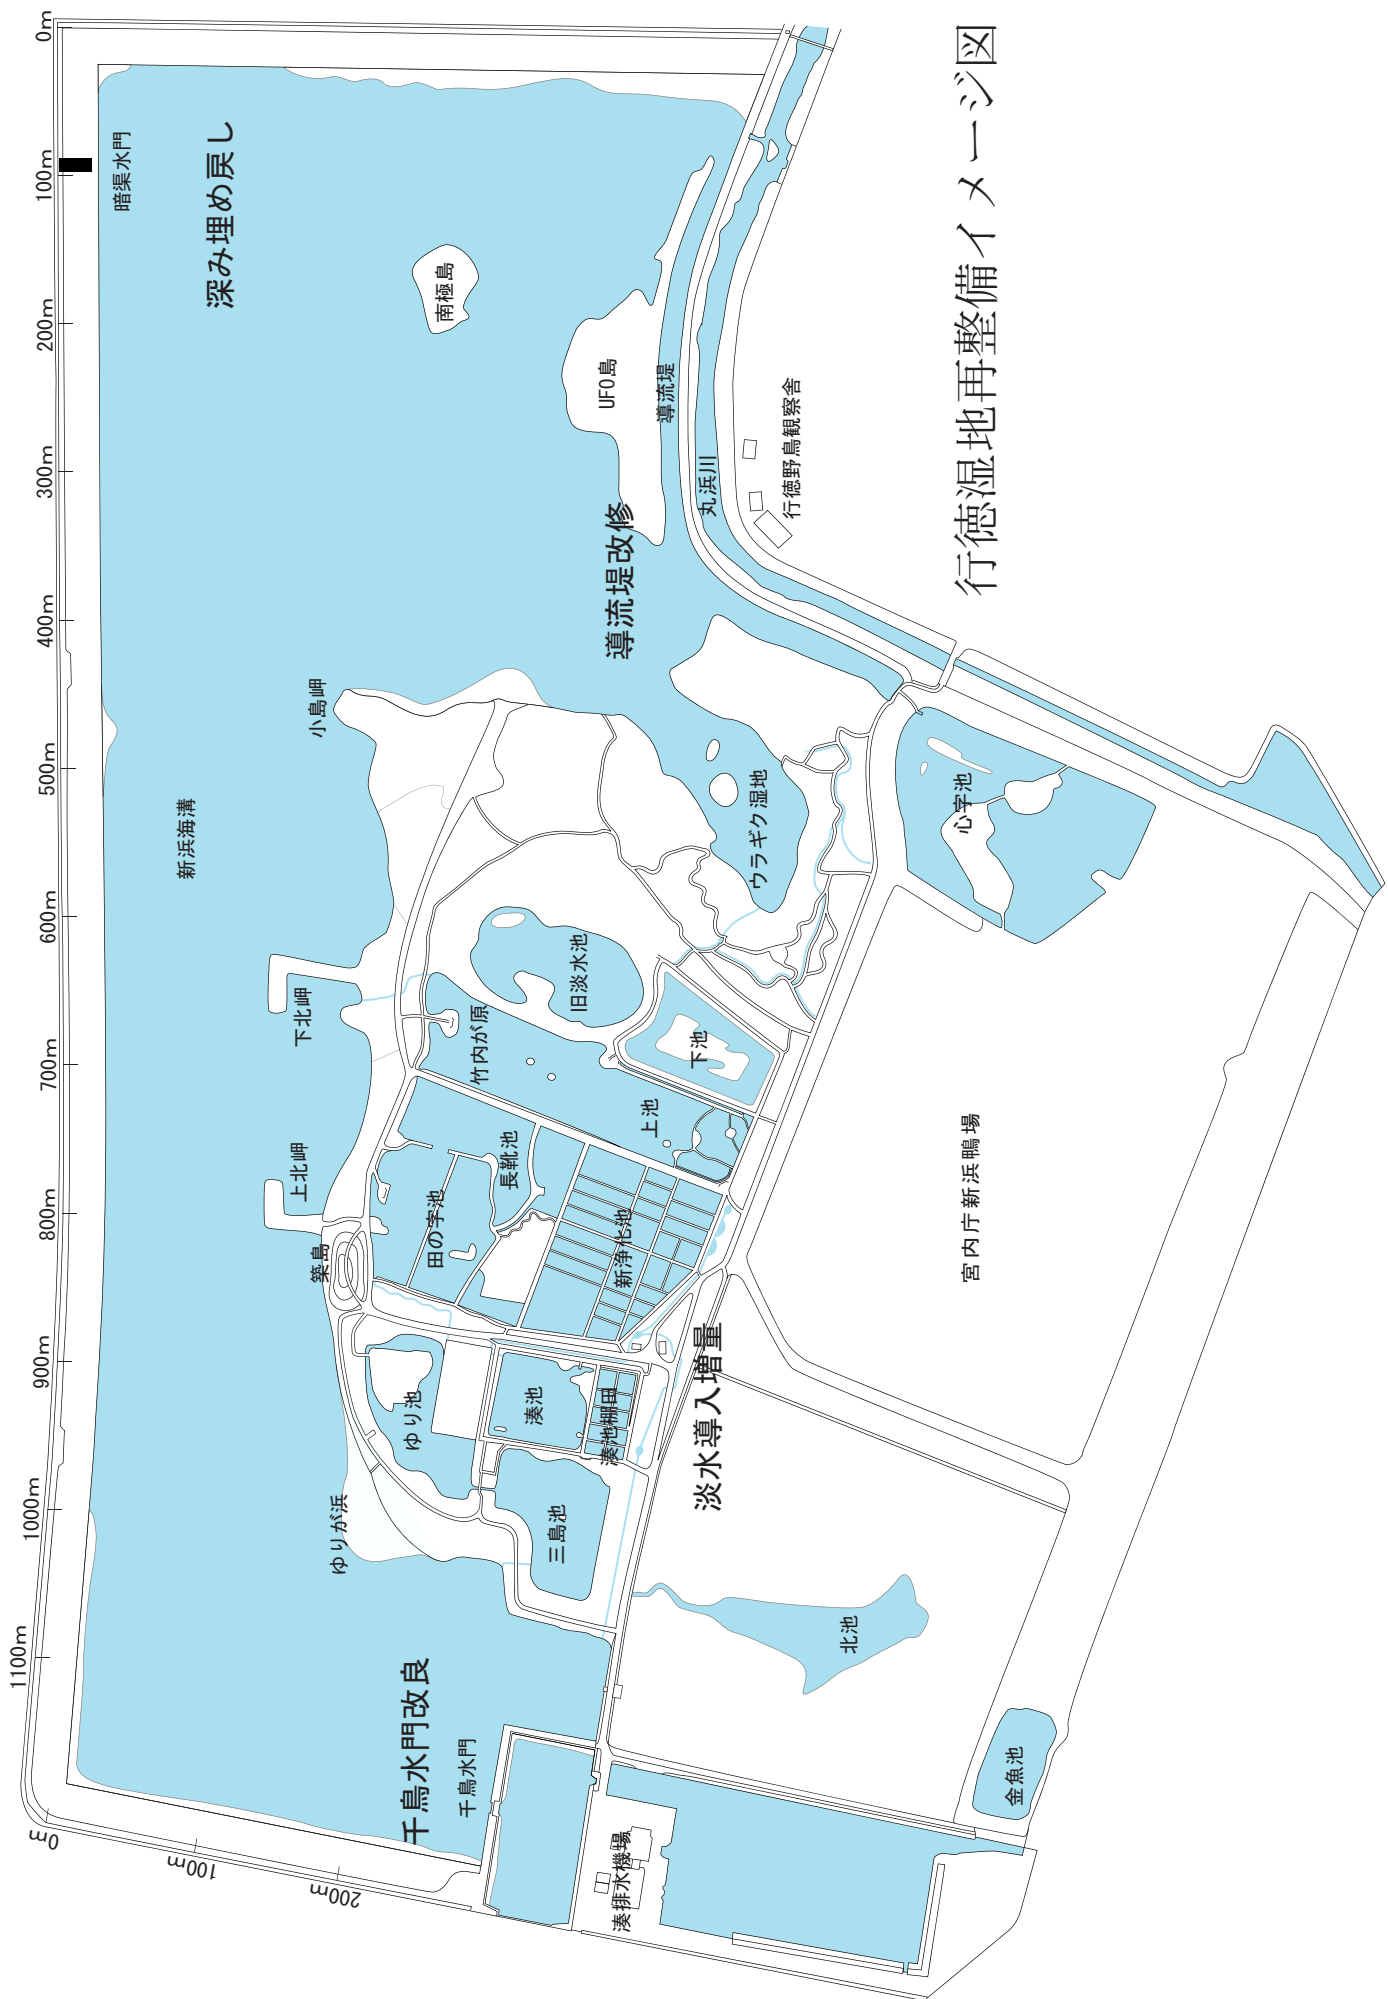 行徳湿地再整備イメージ図
0m
100m
200m
300m
400m
500m
600m
700m
800m
900m
1000m
1100m
0m
100m
200m
暗渠水門
深み埋め戻し
南極島
UFO島
導流堤
丸浜川
行徳野鳥観察舎
導流堤改修
小島岬
新浜海溝
ウラギク湿地
心字池
下北岬
旧淡水池
竹内が原
下池
上池
上北岬
長靴池
田の字池
新浄化池
築島
宮内庁新浜鴨場
淡水導入増量
ゆり池
湊池
湊池棚田
ゆりが浜
三島池
北池
千鳥水門改良
千鳥水門
湊排水機場
金魚池